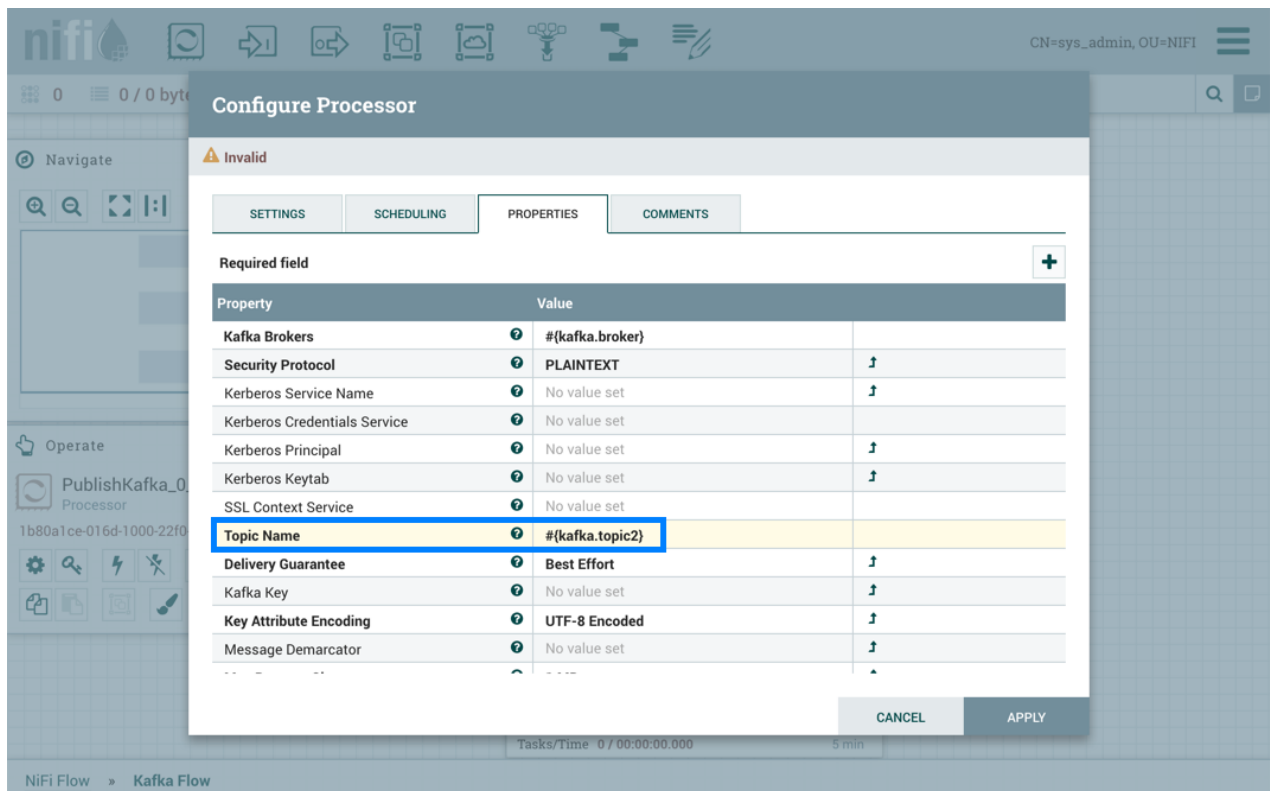 nifi
CN=sys_admin, OU=NIFI
0 0 / 0 byte
Configure Processor
Navigate
Invalid
SETTINGS SCHEDULING PROPERTIES COMMENTS
Required field
Property Value
Kafka Brokers #{kafka.broker}
Security Protocol PLAINTEXT
Kerberos Service Name No value set
Kerberos Credentials Service No value set
Operate
Kerberos Principal No value set
PublishKafka_0_
Kerberos Keytab No value set
Processor
SSL Context Service No value set
1b80a1ce-016d-1000-22f0
Topic Name #{kafka.topic2}
Delivery Guarantee Best Effort
Kafka Key No value set
Key Attribute Encoding UTF-8 Encoded
Message Demarcator No value set
CANCEL APPLY
Tasks/Time 0 / 00:00:00.000 5 min
NiFi Flow » Kafka Flow